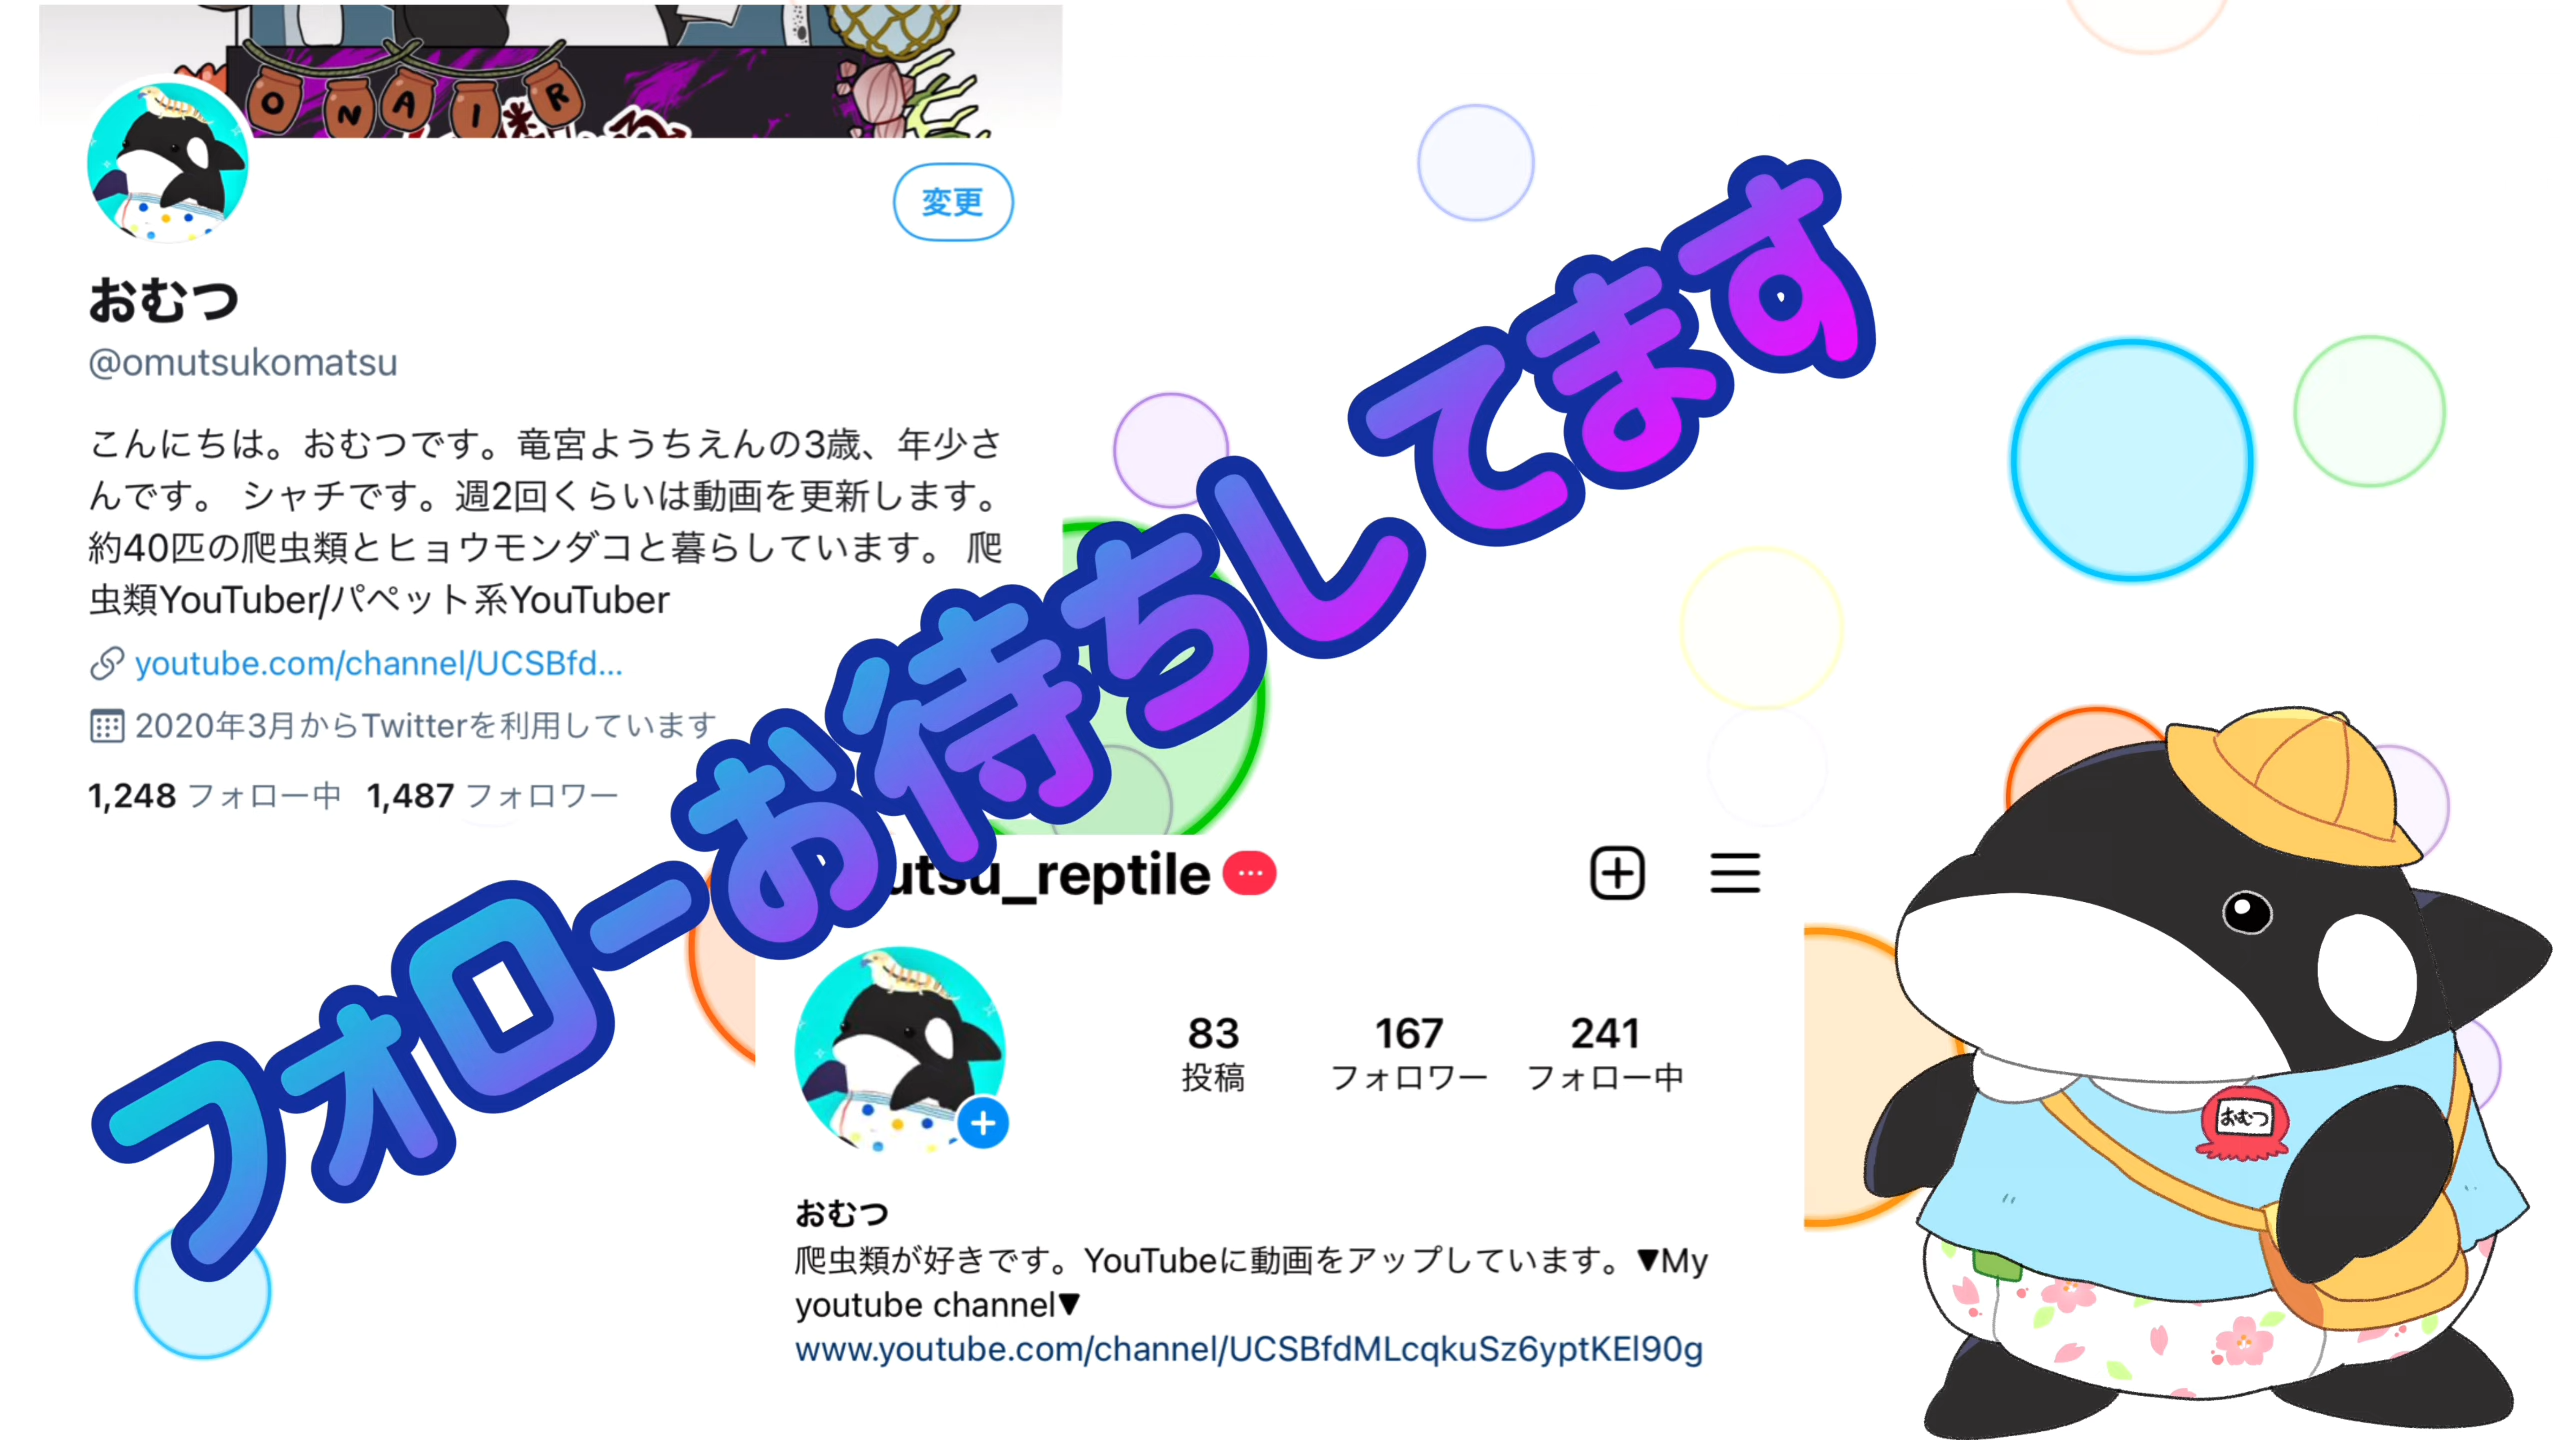 ONAIR
変更
おむつ
@omutsukomatsu
こんにちは。おむつです。竜宮ようちえんの3歳、年少さ
んです。 シャチです。週2回くらいは動画を更新します。
約40匹の爬虫類とヒョウモンダコと暮らしています。 爬
虫類YouTuber/パペット系YouTuber
youtube.com/channel/UCSBfd...
2020年3月からTwitterを利用しています
1,248 フォロー中 1,487 フォロワー
フォローお待ちしてます
utsu_reptile
83 167 241
投稿 フォロワー フォロー中
おむつ
爬虫類が好きです。YouTubeに動画をアップしています。▼My
youtube channel▼
www.youtube.com/channel/UCSBfdMLcqkuSz6yptKEl90g
おむつ